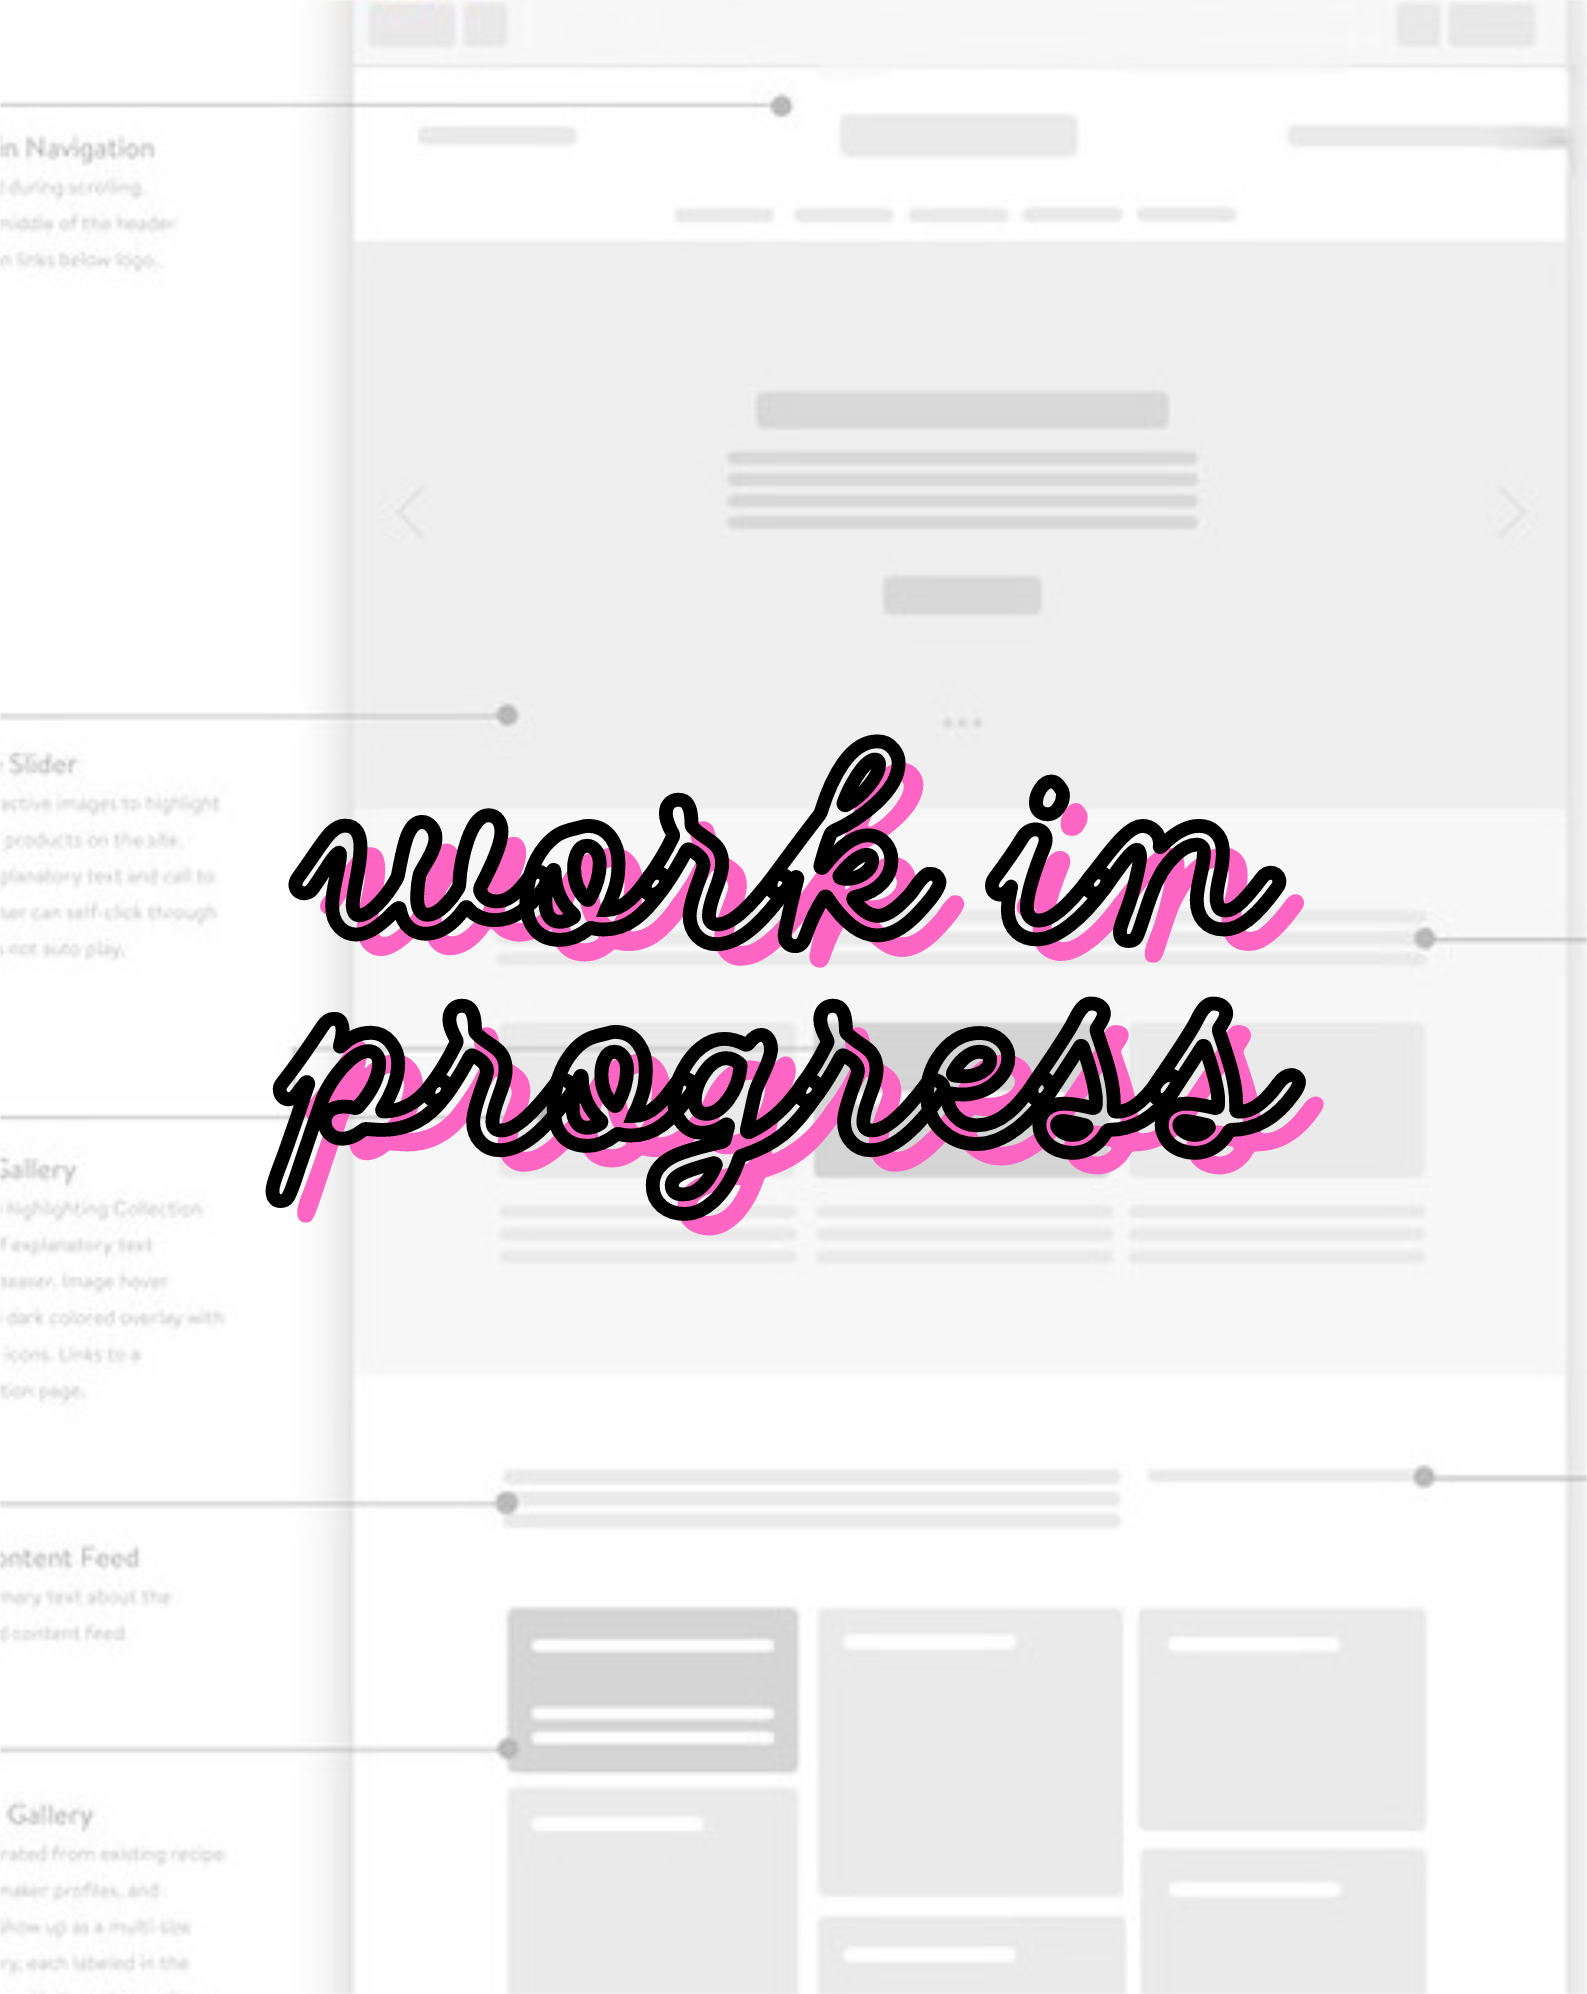 in Navigation
during scrolling.
middle of the header
links below logo.
Slider
active images to highlight
products on the site.
planatory text and call to
ser can self-click through
not auto play.
work in
progress
Gallery
highlighting Collection
f explanatory text
teaser. Image hover
dark colored overlay with
icons. Links to a
tion page.
ontent Feed
mary text about the
d content feed
Gallery
rated from existing recipe
maker profiles, and
show up as a multi-size
ry, each labeled in the